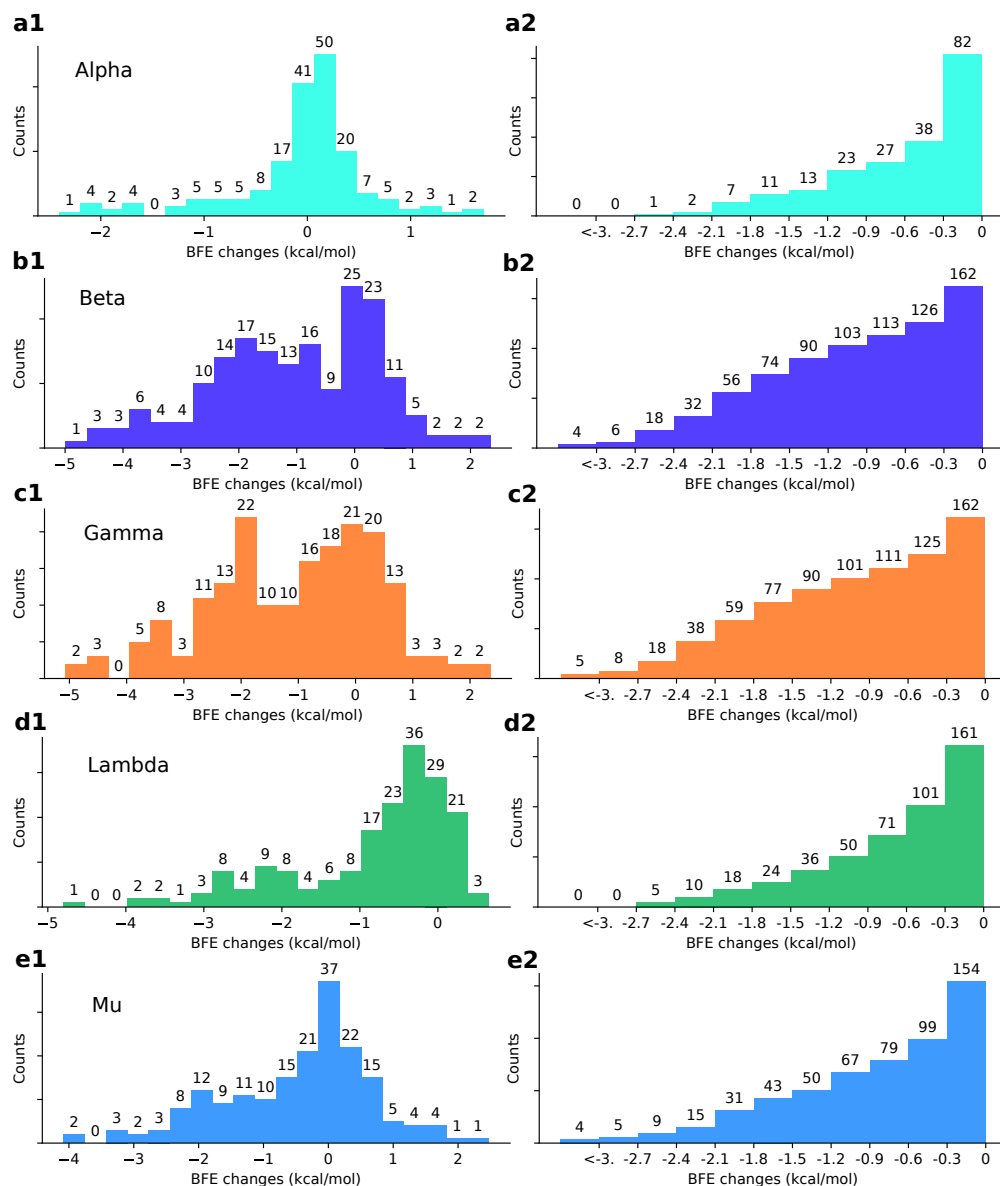 a1
Alpha
Counts
1 4 2 4 0 3 5 5 5 8 17 41 50 20 7 5 2 3 1 2
−2 −1 0 1
BFE changes (kcal/mol)
a2
Counts
0 0 1 2 7 11 13 23 27 38 82
<-3. -2.7 -2.4 -2.1 -1.8 -1.5 -1.2 -0.9 -0.6 -0.3 0
BFE changes (kcal/mol)
b1
Beta
Counts
1 3 3 6 4 4 10 14 17 15 13 16 9 25 23 11 5 2 2 2
−5 −4 −3 −2 −1 0 1 2
BFE changes (kcal/mol)
b2
Counts
4 6 18 32 56 74 90 103 113 126 162
<-3. -2.7 -2.4 -2.1 -1.8 -1.5 -1.2 -0.9 -0.6 -0.3 0
BFE changes (kcal/mol)
c1
Gamma
Counts
2 3 0 5 8 3 11 13 22 10 10 16 18 21 20 13 3 3 2 2
−5 −4 −3 −2 −1 0 1 2
BFE changes (kcal/mol)
c2
Counts
5 8 18 38 59 77 90 101 111 125 162
<-3. -2.7 -2.4 -2.1 -1.8 -1.5 -1.2 -0.9 -0.6 -0.3 0
BFE changes (kcal/mol)
d1
Lambda
Counts
1 0 0 2 2 1 3 8 4 9 8 4 6 8 17 23 36 29 21 3
−5 −4 −3 −2 −1 0
BFE changes (kcal/mol)
d2
Counts
0 0 5 10 18 24 36 50 71 101 161
<-3. -2.7 -2.4 -2.1 -1.8 -1.5 -1.2 -0.9 -0.6 -0.3 0
BFE changes (kcal/mol)
e1
Mu
Counts
2 0 3 2 3 8 12 9 11 10 15 21 37 22 15 5 4 4 1 1
−4 −3 −2 −1 0 1 2
BFE changes (kcal/mol)
e2
Counts
4 5 9 15 31 43 50 67 79 99 154
<-3. -2.7 -2.4 -2.1 -1.8 -1.5 -1.2 -0.9 -0.6 -0.3 0
BFE changes (kcal/mol)